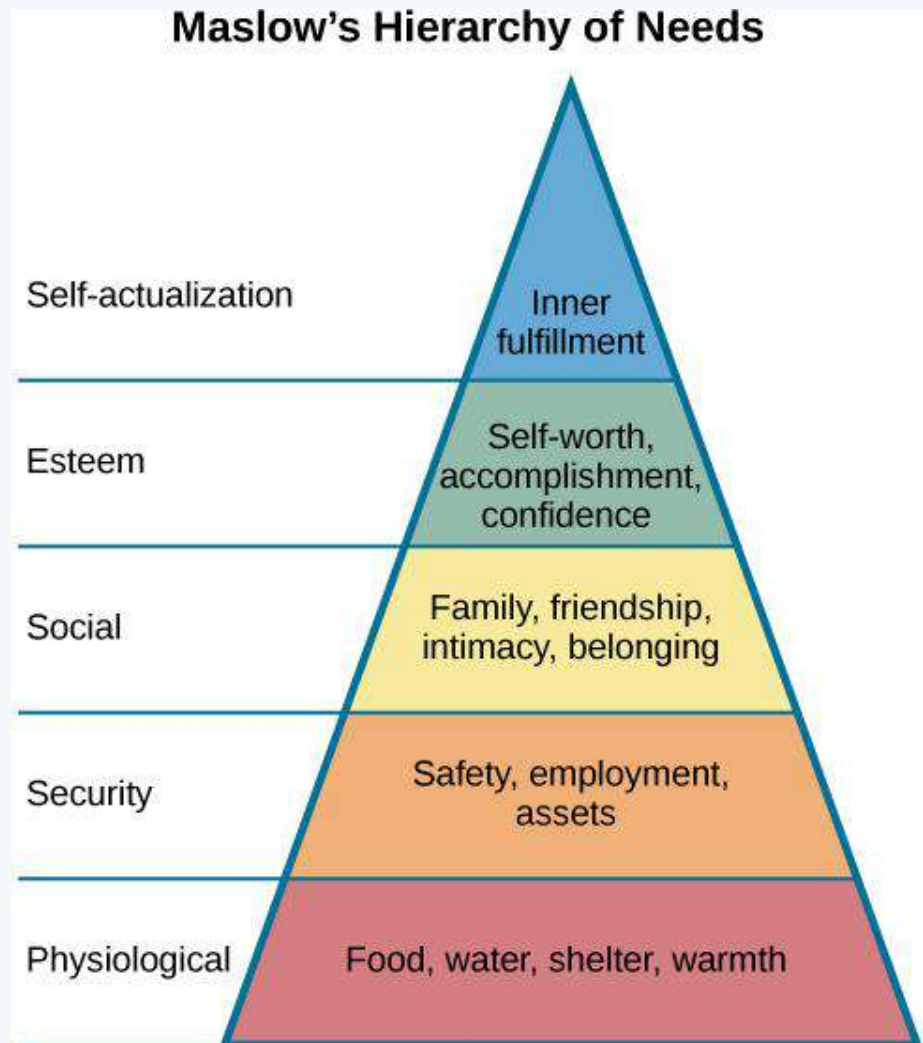 Maslow's Hierarchy of Needs
Self-actualization
Inner
fulfillment
Esteem
Self-worth,
accomplishment,
confidence
Social
Family, friendship,
intimacy, belonging
Security
Safety, employment,
assets
Physiological
Food, water, shelter, warmth